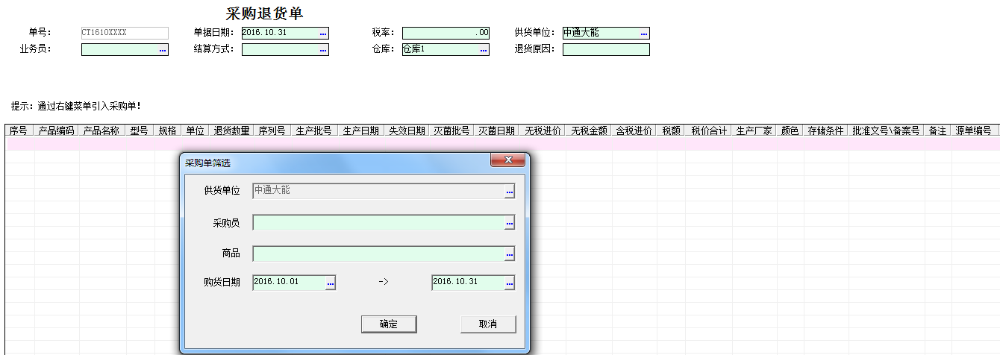 采购退货单
单号： CT1610XXXX 单据日期： 2016.10.31 ... 税率： .00 供货单位： 中通大能 ...
业务员： ... 结算方式： ... 仓库： 仓库1 ... 退货原因：
提示：通过右键菜单引入采购单！
序号 产品编码 产品名称 型号 规格 单位 退货数量 序列号 生产批号 生产日期 失效日期 灭菌批号 灭菌日期 无税进价 无税金额 含税进价 税额 税价合计 生产厂家 颜色 存储条件 批准文号\备案号 备注 源单编号
采购单筛选
供货单位 中通大能 ...
采购员 ...
商品 ...
购货日期 2016.10.01 ... -> 2016.10.31 ...
确定 取消